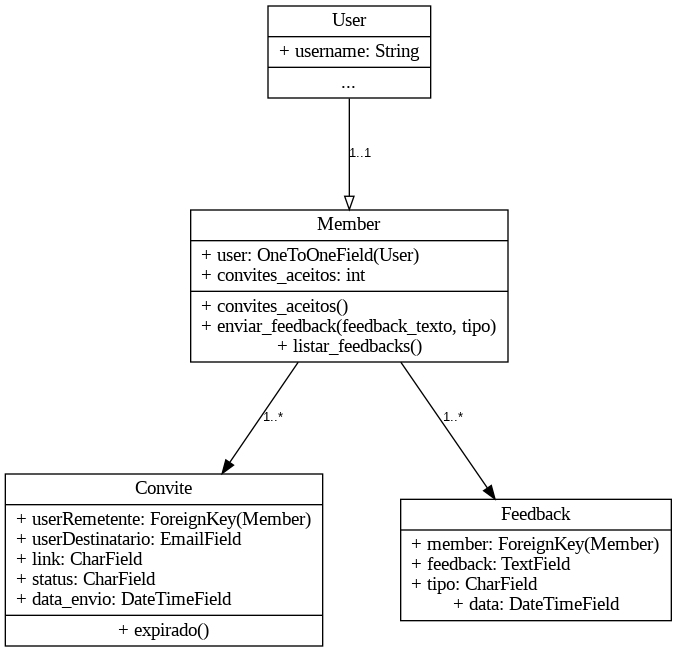 User
+ username: String
...
1..1
Member
+ user: OneToOneField(User)
+ convites_aceitos: int
+ convites_aceitos()
+ enviar_feedback(feedback_texto, tipo)
+ listar_feedbacks()
1..*
1..*
Convite
+ userRemetente: ForeignKey(Member)
+ userDestinatario: EmailField
+ link: CharField
+ status: CharField
+ data_envio: DateTimeField
+ expirado()
Feedback
+ member: ForeignKey(Member)
+ feedback: TextField
+ tipo: CharField
+ data: DateTimeField